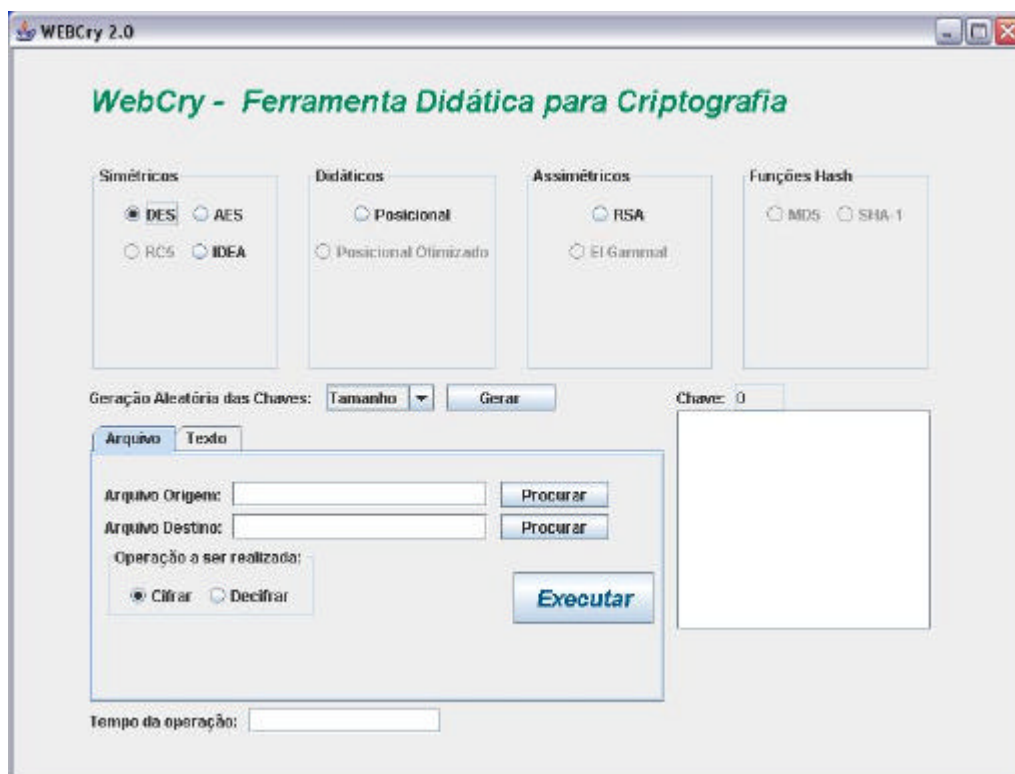 WEBCry 2.0
WebCry - Ferramenta Didática para Criptografia
Simétricos
DES AES
RC5 IDEA
Didáticos
Posicional
Posicional Otimizado
Assimétricos
RSA
El Gammal
Funções Hash
MD5 SHA-1
Geração Aleatória das Chaves: Tamanho Gerar
Chave: 0
Arquivo Texto
Arquivo Origem: Procurar
Arquivo Destino: Procurar
Operação a ser realizada:
Cifrar Decifrar
Executar
Tempo da operação: